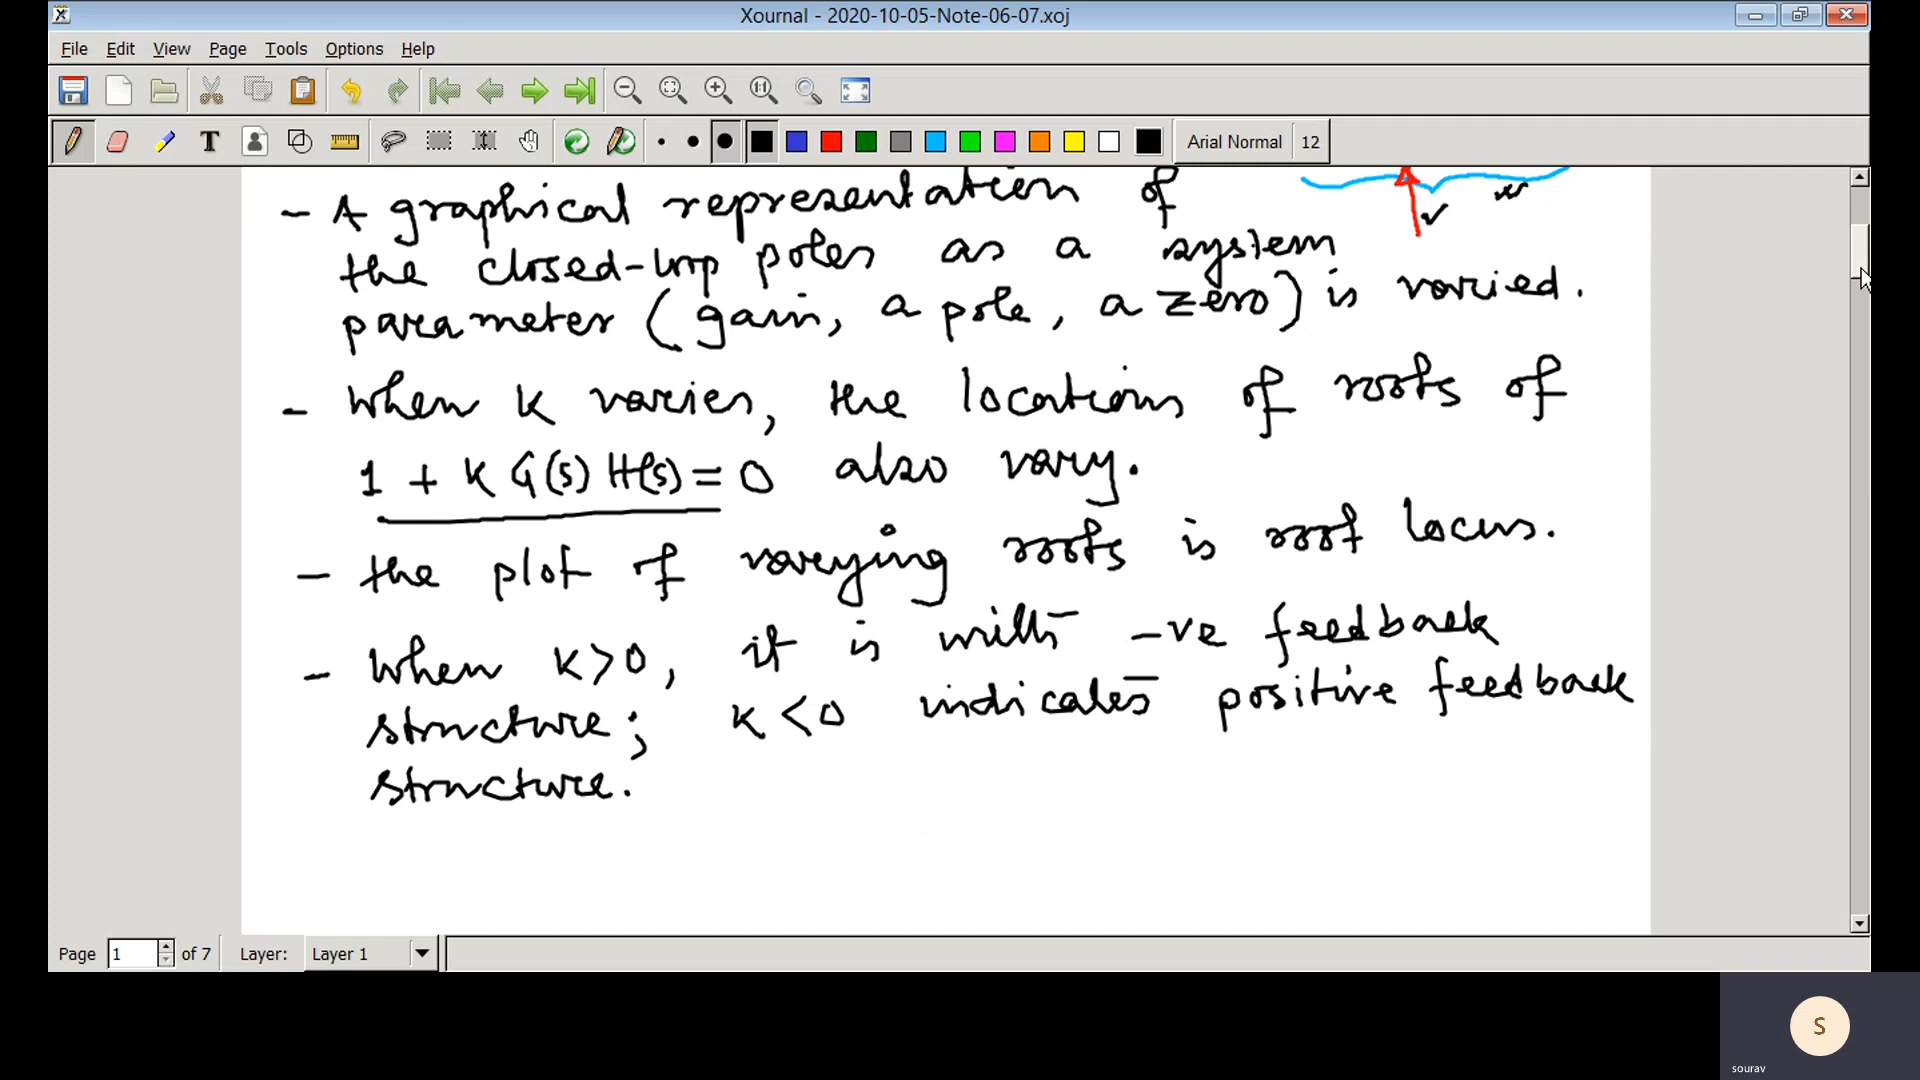 Xournal - 2020-10-05-Note-06-07.xoj
File Edit View Page Tools Options Help
Arial Normal 12
- A graphical representation of
the closed-loop poles as a system
parameter (gain, a pole, a zero) is varied.
- When K varies, the locations of roots of
1 + K G(s) H(s) = 0 also vary.
- the plot of varying roots is root locus.
- When K>0, it is with -ve feedback
structure; K<0 indicates positive feedback
structure.
Page 1 of 7 Layer: Layer 1
S
sourav